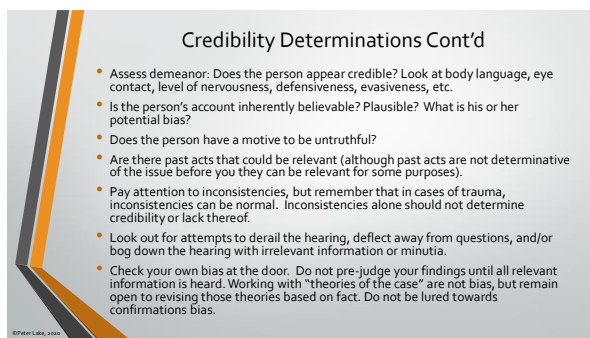 Credibility Determinations Cont'd
• Assess demeanor: Does the person appear credible? Look at body language, eye
contact, level of nervousness, defensiveness, evasiveness, etc.
• Is the person's account inherently believable? Plausible? What is his or her
potential bias?
• Does the person have a motive to be untruthful?
• Are there past acts that could be relevant (although past acts are not determinative
of the issue before you they can be relevant for some purposes).
• Pay attention to inconsistencies, but remember that in cases of trauma,
inconsistencies can be normal. Inconsistencies alone should not determine
credibility or lack thereof.
• Look out for attempts to derail the hearing, deflect away from questions, and/or
bog down the hearing with irrelevant information or minutia.
• Check your own bias at the door. Do not pre-judge your findings until all relevant
information is heard. Working with "theories of the case" are not bias, but remain
open to revising those theories based on fact. Do not be lured towards
confirmations bias.
©Peter Lake, 2020